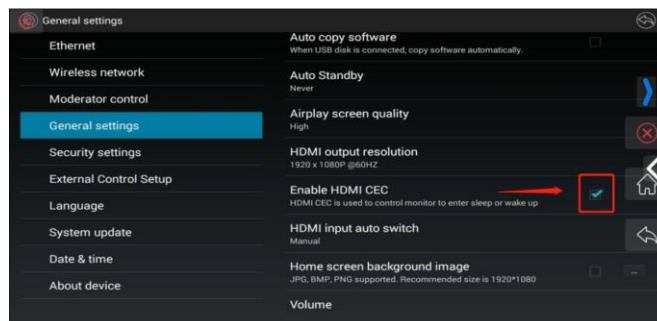 General settings
Ethernet
Wireless network
Moderator control
General settings
Security settings
External Control Setup
Language
System update
Date & time
About device
Auto copy software
When USB disk is connected, copy software automatically.
Auto Standby
Never
Airplay screen quality
High
HDMI output resolution
1920 x 1080P @60HZ
Enable HDMI CEC
HDMI CEC is used to control monitor to enter sleep or wake up
HDMI input auto switch
Manual
Home screen background image
JPG, BMP, PNG supported. Recommended size is 1920*1080
...
Volume